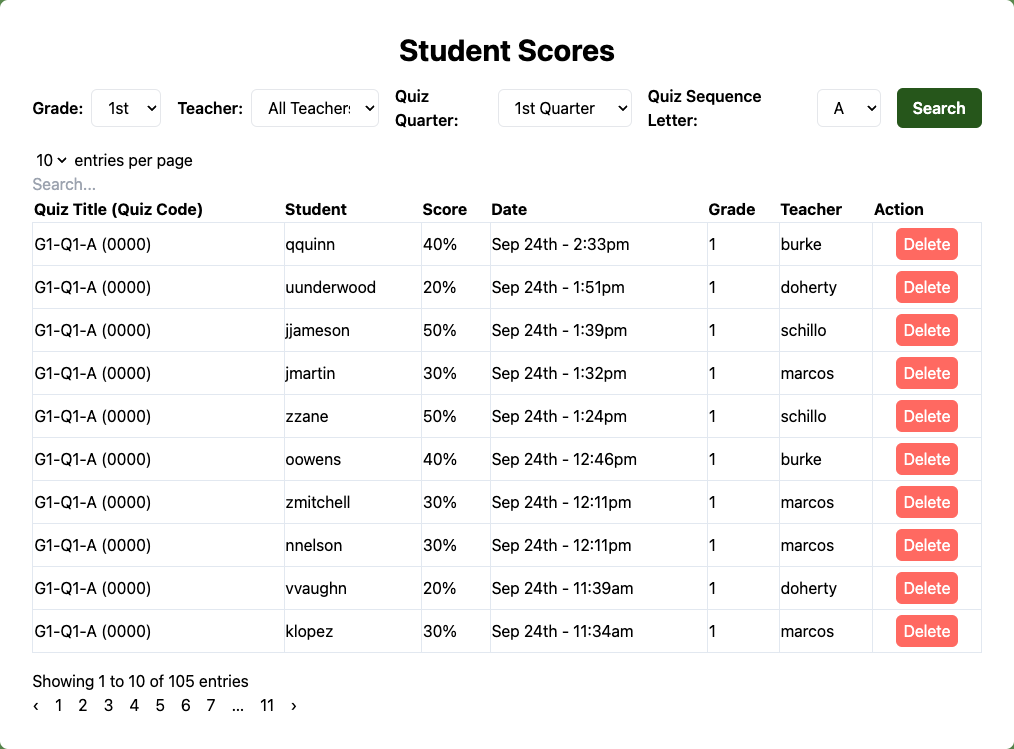 Student Scores
Grade: 1st Teacher: All Teachers Quiz Quarter: 1st Quarter Quiz Sequence Letter: A Search
10 entries per page
Search...
Quiz Title (Quiz Code) Student Score Date Grade Teacher Action
G1-Q1-A (0000) qquinn 40% Sep 24th - 2:33pm 1 burke Delete
G1-Q1-A (0000) uunderwood 20% Sep 24th - 1:51pm 1 doherty Delete
G1-Q1-A (0000) jjameson 50% Sep 24th - 1:39pm 1 schillo Delete
G1-Q1-A (0000) jmartin 30% Sep 24th - 1:32pm 1 marcos Delete
G1-Q1-A (0000) zzane 50% Sep 24th - 1:24pm 1 schillo Delete
G1-Q1-A (0000) oowens 40% Sep 24th - 12:46pm 1 burke Delete
G1-Q1-A (0000) zmitchell 30% Sep 24th - 12:11pm 1 marcos Delete
G1-Q1-A (0000) nnelson 30% Sep 24th - 12:11pm 1 marcos Delete
G1-Q1-A (0000) vvaughn 20% Sep 24th - 11:39am 1 doherty Delete
G1-Q1-A (0000) klopez 30% Sep 24th - 11:34am 1 marcos Delete
Showing 1 to 10 of 105 entries
‹ 1 2 3 4 5 6 7 ... 11 ›